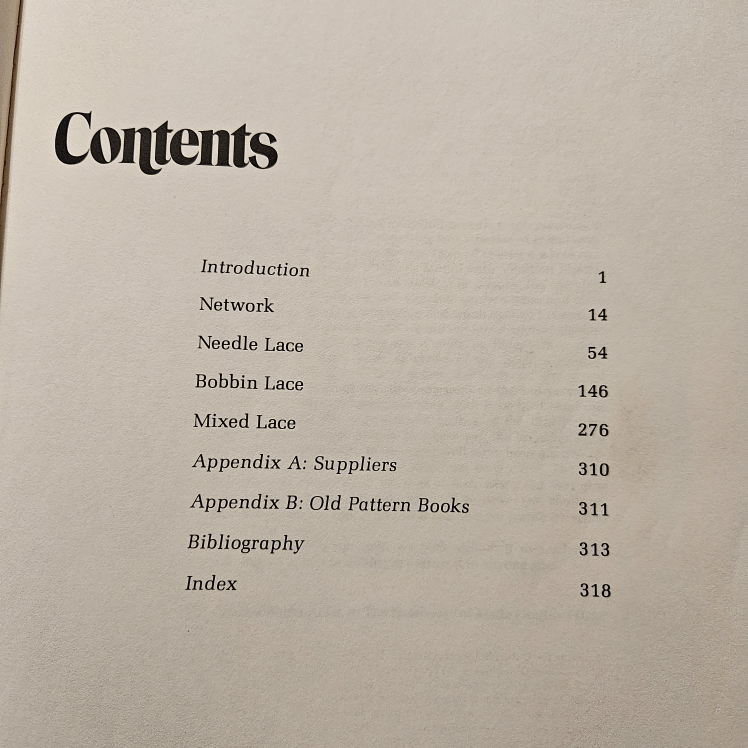 Contents
Introduction 1
Network 14
Needle Lace 54
Bobbin Lace 146
Mixed Lace 276
Appendix A: Suppliers 310
Appendix B: Old Pattern Books 311
Bibliography 313
Index 318